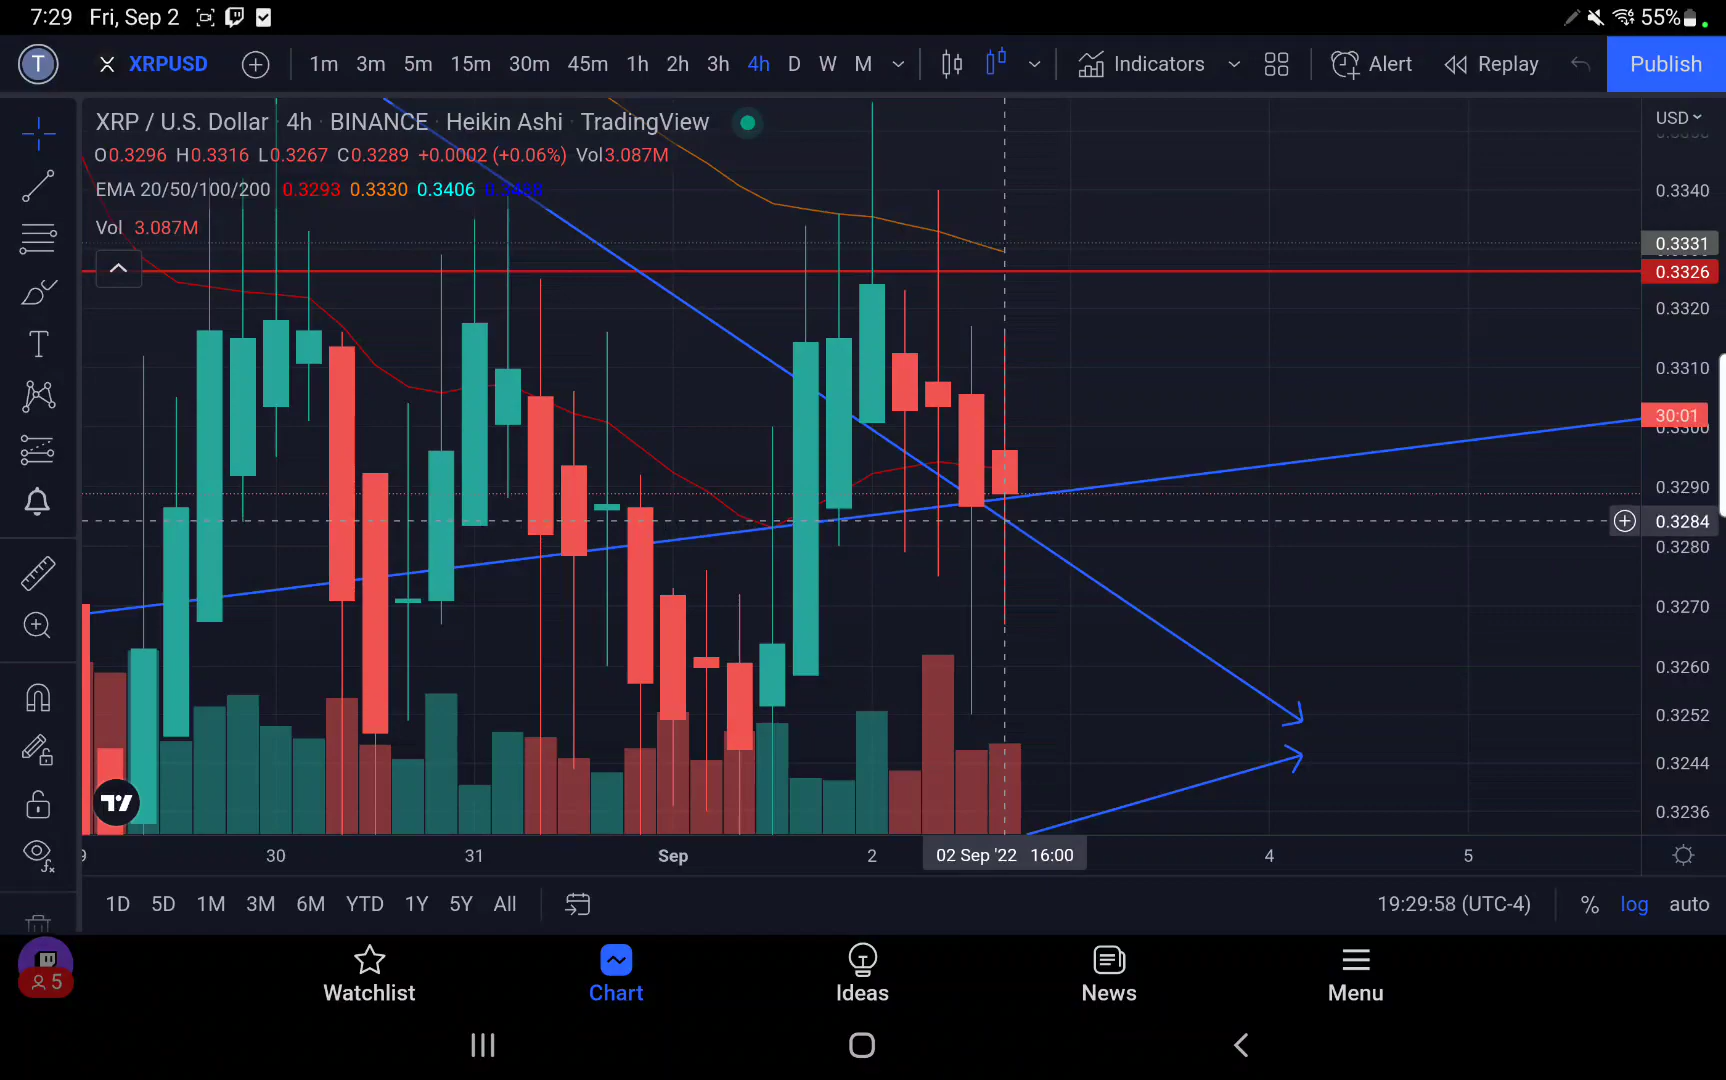 7:29 Fri, Sep 2 55%
T XRPUSD 1m 3m 5m 15m 30m 45m 1h 2h 3h 4h D W M Indicators Alert Replay Publish
XRP / U.S. Dollar · 4h · BINANCE · Heikin Ashi · TradingView
USD
O0.3296 H0.3316 L0.3267 C0.3289 +0.0002 (+0.06%) Vol3.087M
EMA 20/50/100/200 0.3293 0.3330 0.3406
0.3340
Vol 3.087M
0.3331
0.3326
0.3320
0.3310
30:01
0.3300
0.3290
0.3284
0.3280
0.3270
0.3260
0.3252
0.3244
0.3236
30 31 Sep 2 02 Sep '22 16:00 4 5
1D 5D 1M 3M 6M YTD 1Y 5Y All 19:29:58 (UTC-4) % log auto
5
Watchlist Chart Ideas News Menu